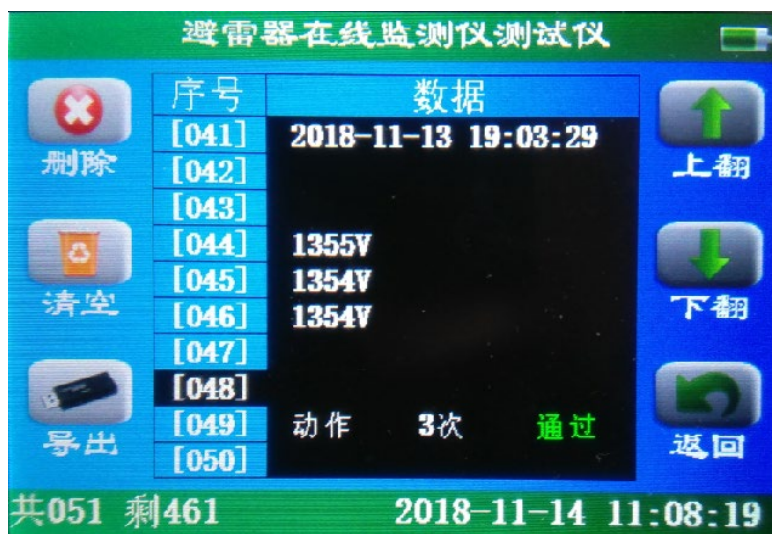 避雷器在线监测仪测试仪
序号 数据
[041] 2018-11-13 19:03:29
[042]
[043]
[044] 1355V
[045] 1354V
[046] 1354V
[047]
[048]
[049] 动作 3次 通过
[050]
删除
清空
导出
上翻
下翻
返回
共051 剩461 2018-11-14 11:08:19